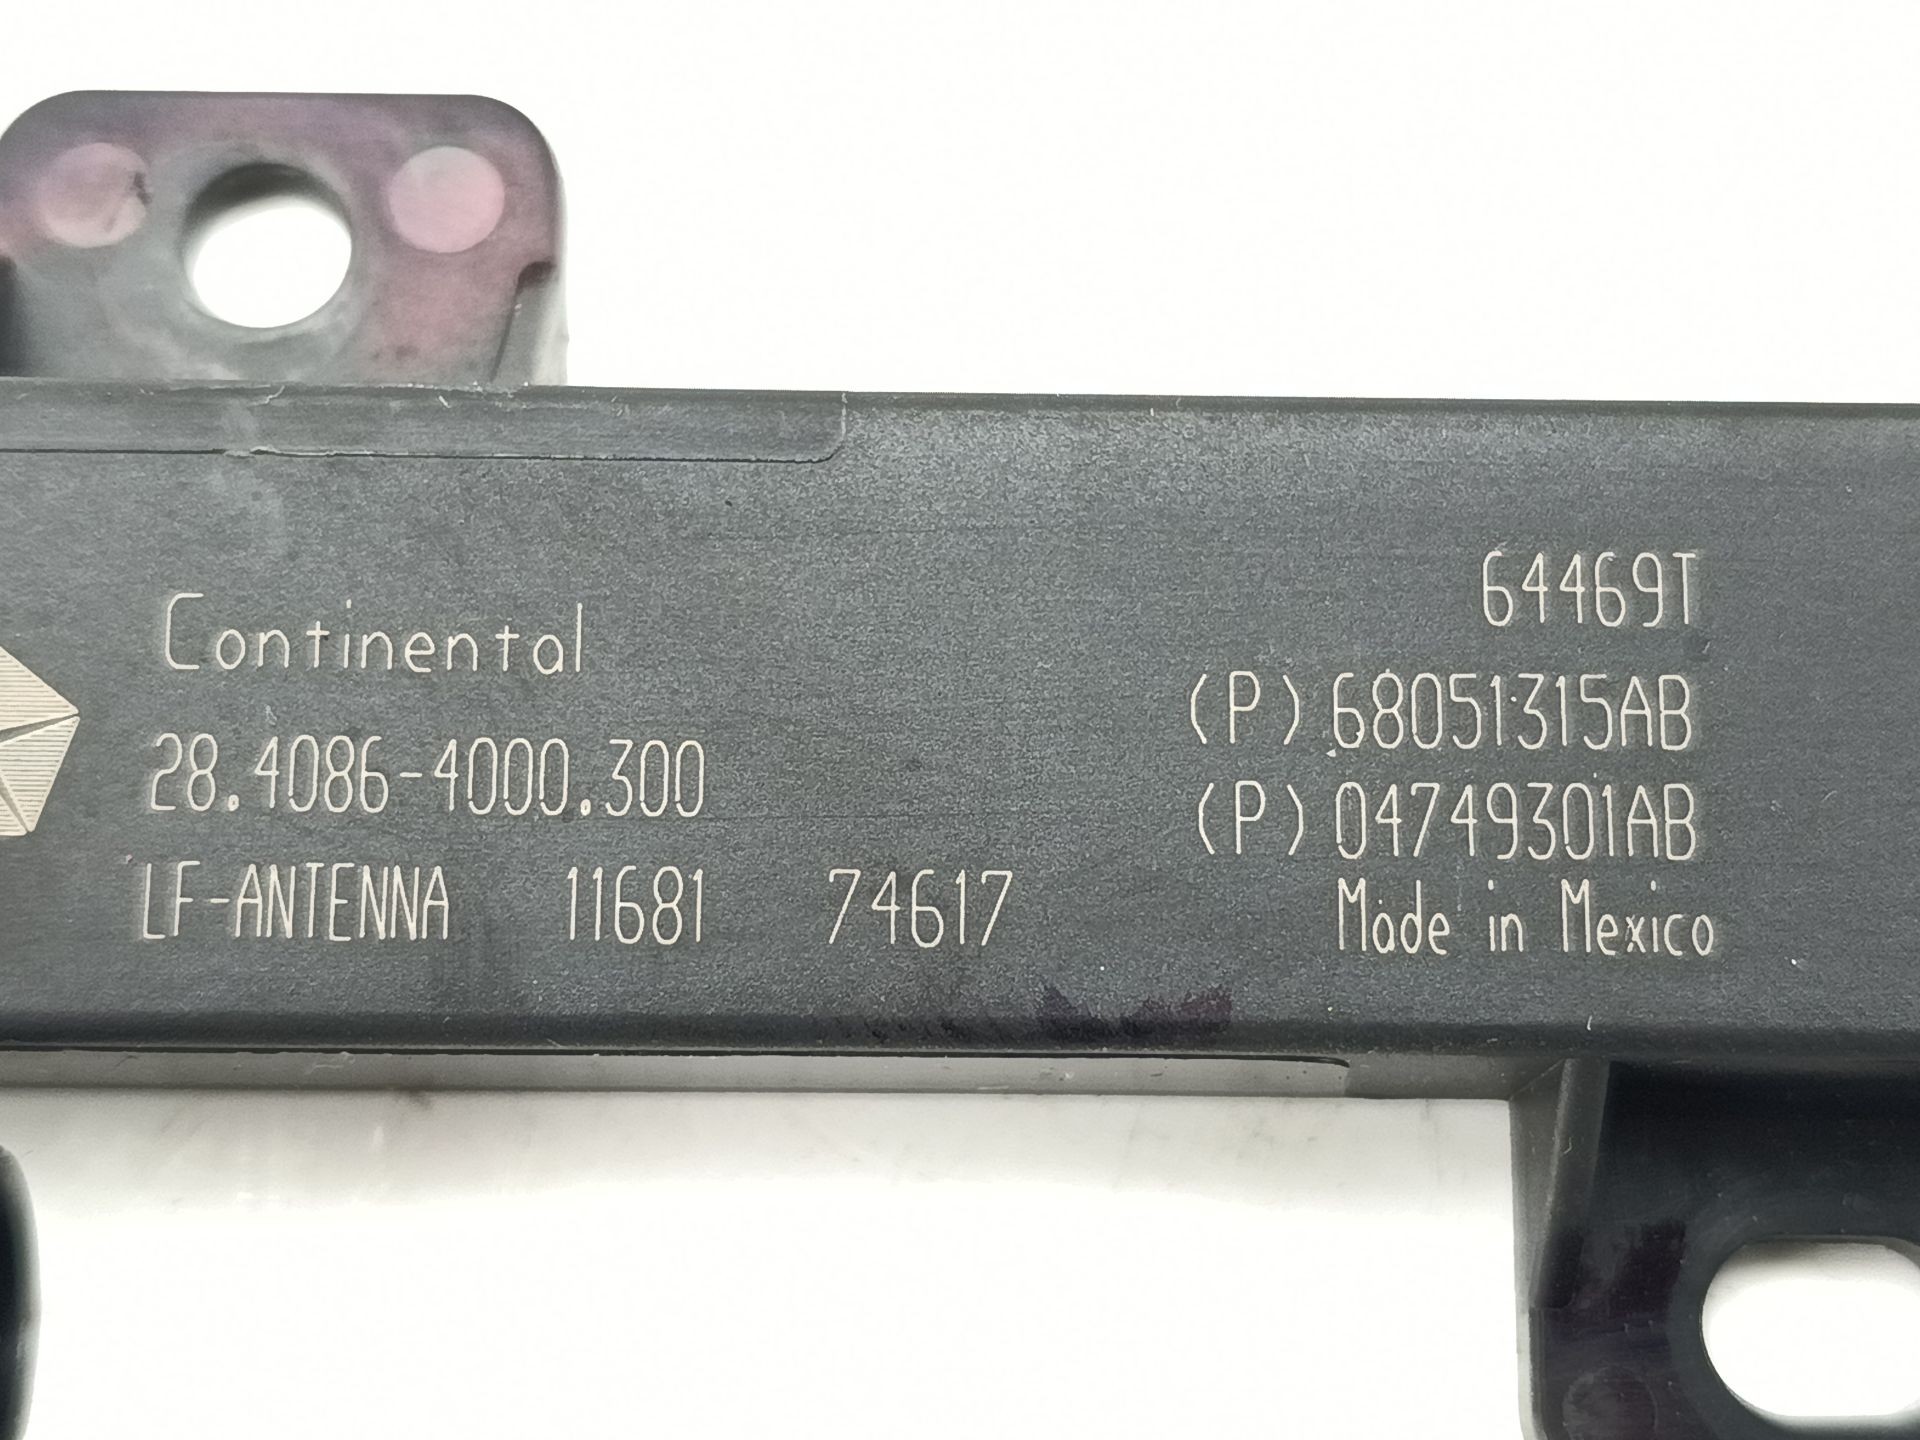 64469T
Continental
(P)68051315AB
28.4086-4000.300
(P)04749301AB
LF-ANTENNA 11681 74617
Made in Mexico